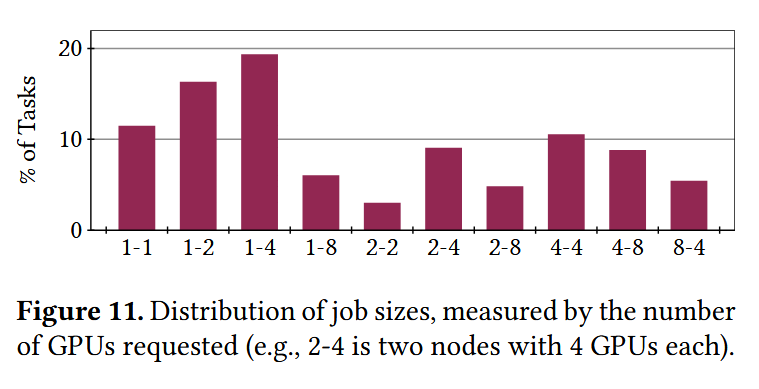 20
10
0
% of Tasks
1-1 1-2 1-4 1-8 2-2 2-4 2-8 4-4 4-8 8-4
Figure 11. Distribution of job sizes, measured by the number
of GPUs requested (e.g., 2-4 is two nodes with 4 GPUs each).